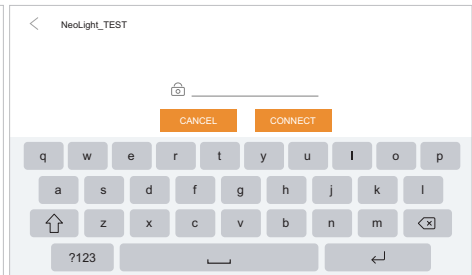 NeoLight_TEST
CANCEL CONNECT
q w e r t y u I o p
a s d f g h j k l
z x c v b n m
?123